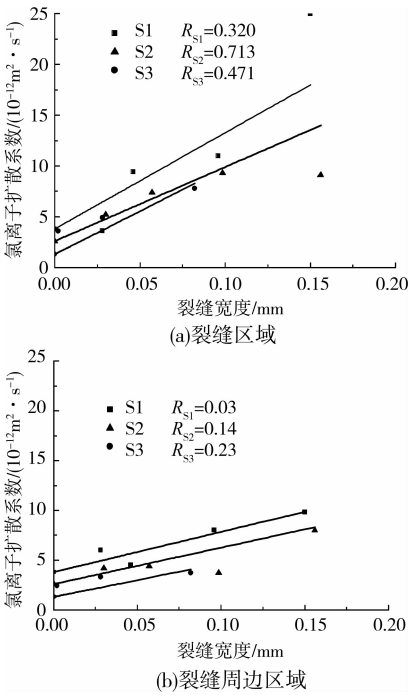 25
20
15
10
5
0
氯离子扩散系数/(10⁻¹²m²·s⁻¹)
S1 R_S1=0.320
S2 R_S2=0.713
S3 R_S3=0.471
0.00 0.05 0.10 0.15 0.20
裂缝宽度/mm
(a)裂缝区域
25
20
15
10
5
0
氯离子扩散系数/(10⁻¹²m²·s⁻¹)
S1 R_S1=0.03
S2 R_S2=0.14
S3 R_S3=0.23
0.00 0.05 0.10 0.15 0.20
裂缝宽度/mm
(b)裂缝周边区域